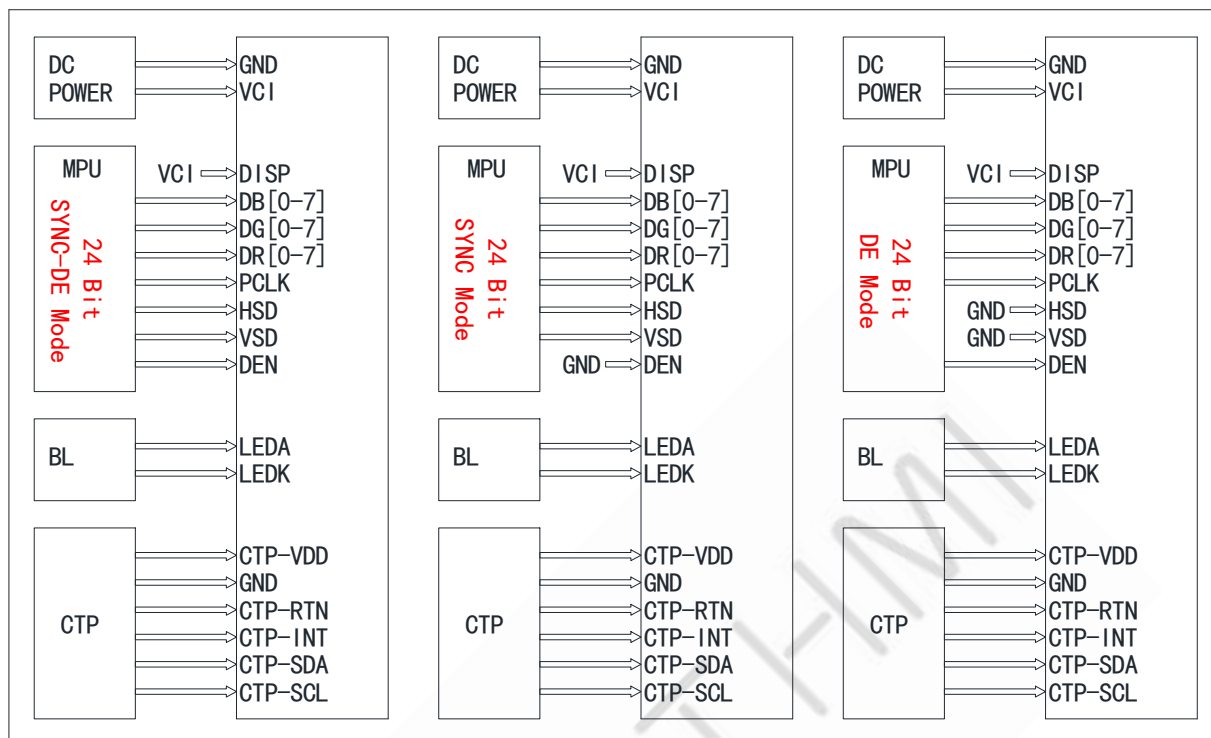 DC
POWER
GND
VCI
MPU
24 Bit
SYNC-DE Mode
VCI
DISP
DB[0-7]
DG[0-7]
DR[0-7]
PCLK
HSD
VSD
DEN
BL
LEDA
LEDK
CTP
CTP-VDD
GND
CTP-RTN
CTP-INT
CTP-SDA
CTP-SCL
DC
POWER
GND
VCI
MPU
24 Bit
SYNC Mode
VCI
DISP
DB[0-7]
DG[0-7]
DR[0-7]
PCLK
HSD
VSD
GND
DEN
BL
LEDA
LEDK
CTP
CTP-VDD
GND
CTP-RTN
CTP-INT
CTP-SDA
CTP-SCL
DC
POWER
GND
VCI
MPU
24 Bit
DE Mode
VCI
DISP
DB[0-7]
DG[0-7]
DR[0-7]
PCLK
GND
HSD
GND
VSD
DEN
BL
LEDA
LEDK
CTP
CTP-VDD
GND
CTP-RTN
CTP-INT
CTP-SDA
CTP-SCL
THMI